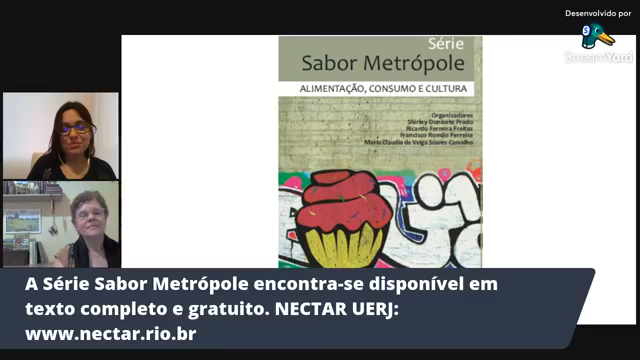 Desenvolvido por
StreamYard
Série
Sabor Metrópole
ALIMENTAÇÃO, CONSUMO E CULTURA
Organizadores
Shirley Donizete Prado
Ricardo Ferreira Freitas
Francisco Romão Ferreira
Maria Claudia da Veiga Soares Carvalho
A Série Sabor Metrópole encontra-se disponível em
texto completo e gratuito. NECTAR UERJ:
www.nectar.rio.br